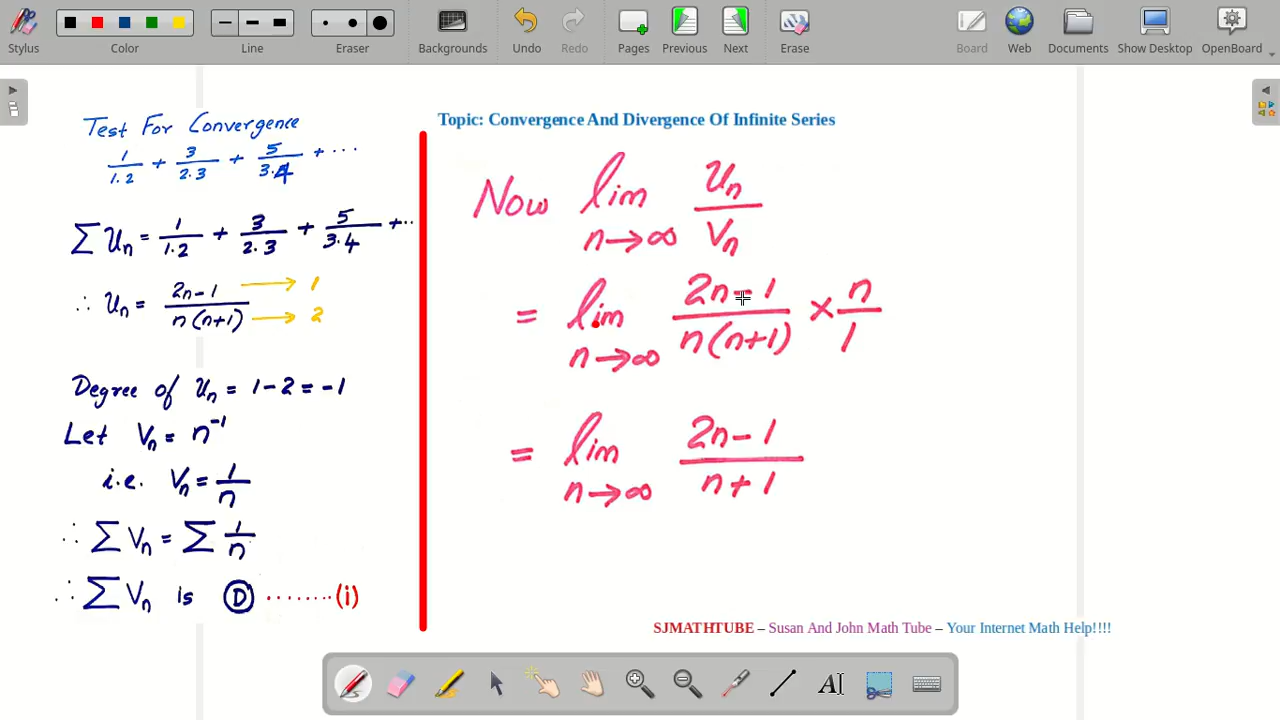 Stylus Color Line Eraser Backgrounds Undo Redo Pages Previous Next Erase Board Web Documents Show Desktop OpenBoard
Test For Convergence
1/1.2 + 3/2.3 + 5/3.4 + ...
∑ Un = 1/1.2 + 3/2.3 + 5/3.4 + ..
∴ Un = 2n-1/n(n+1) → 1 → 2
Degree of Un = 1-2 = -1
Let Vn = n⁻¹
i.e. Vn = 1/n
∴ ∑ Vn = ∑ 1/n
∴ ∑ Vn is D .......(i)
Topic: Convergence And Divergence Of Infinite Series
Now lim n→∞ Un/Vn
= lim n→∞ 2n-1/n(n+1) × n/1
= lim n→∞ 2n-1/n+1
SJMATHTUBE – Susan And John Math Tube – Your Internet Math Help!!!!
AI